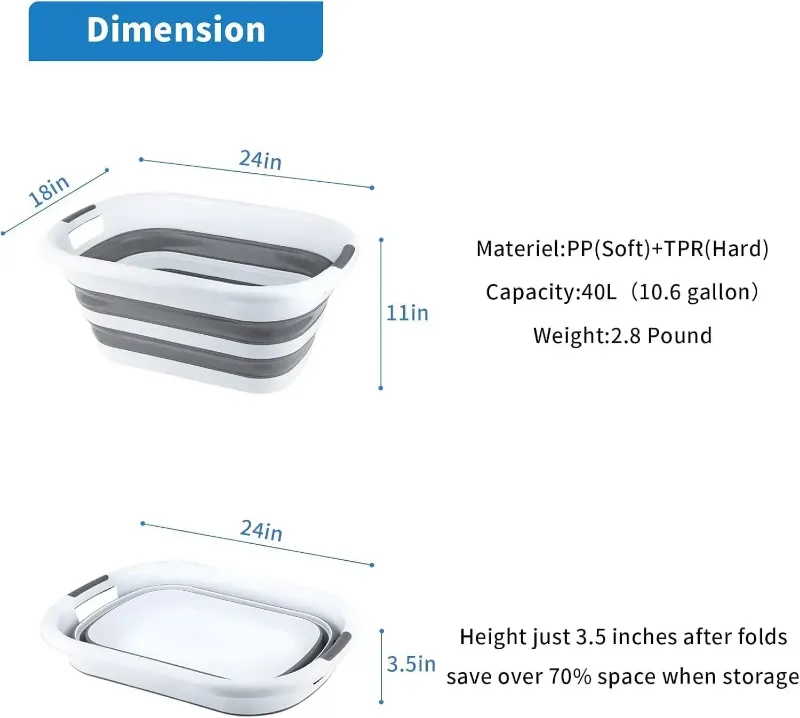 Dimension
24in
18in
11in
Materiel:PP(Soft)+TPR(Hard)
Capacity:40L（10.6 gallon）
Weight:2.8 Pound
24in
3.5in
Height just 3.5 inches after folds
save over 70% space when storage